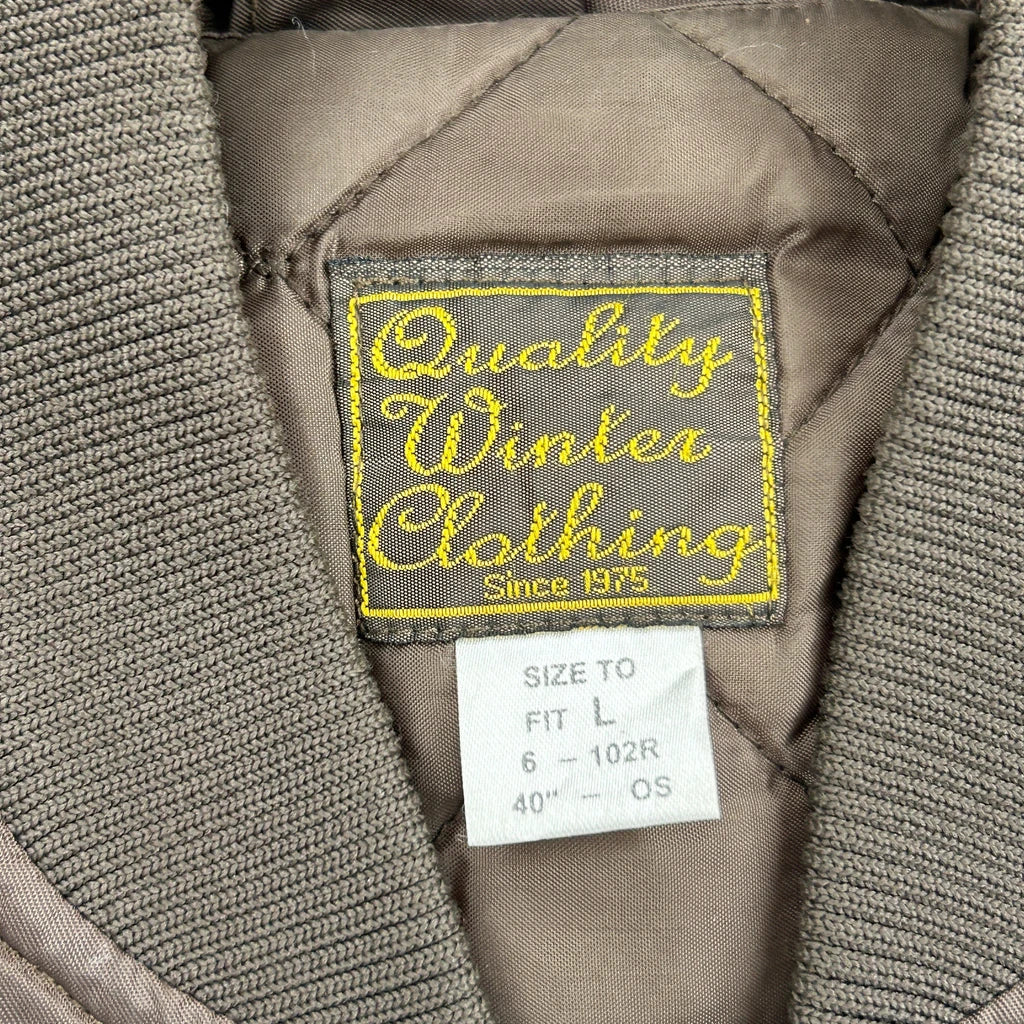 Quality
Winter
Clothing
Since 1975
SIZE TO
FIT L
6 - 102R
40" - OS